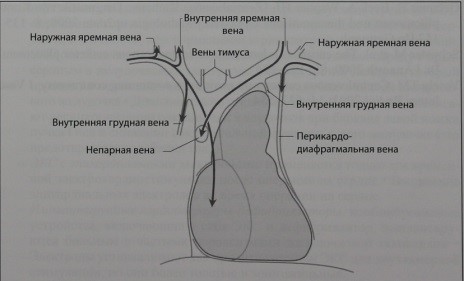 Внутренняя яремная
вена
Наружная яремная вена
Вены тимуса
Наружная яремная вена
Внутренняя грудная вена
Внутренняя грудная вена
Непарная вена
Перикардо-
диафрагмальная вена